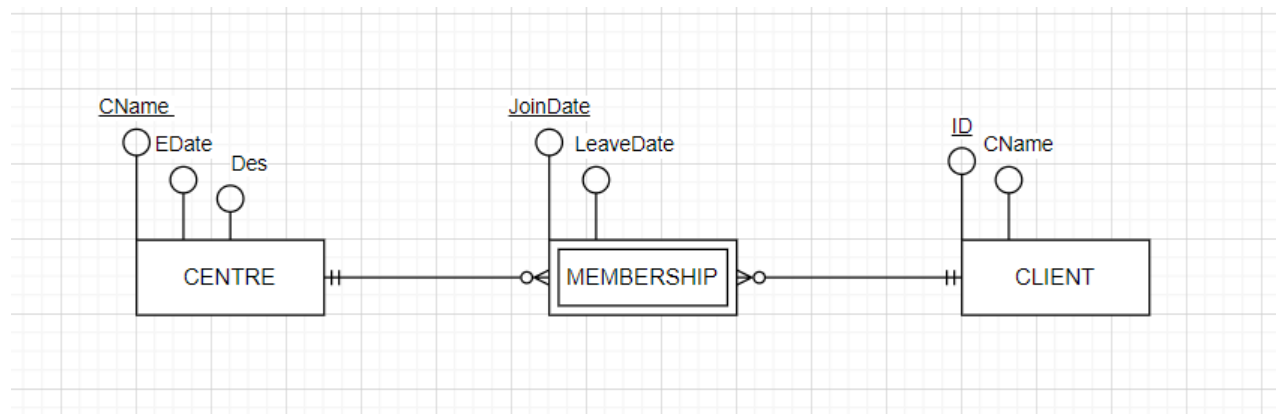 CName
EDate
Des
JoinDate
LeaveDate
ID
CName
CENTRE
MEMBERSHIP
CLIENT